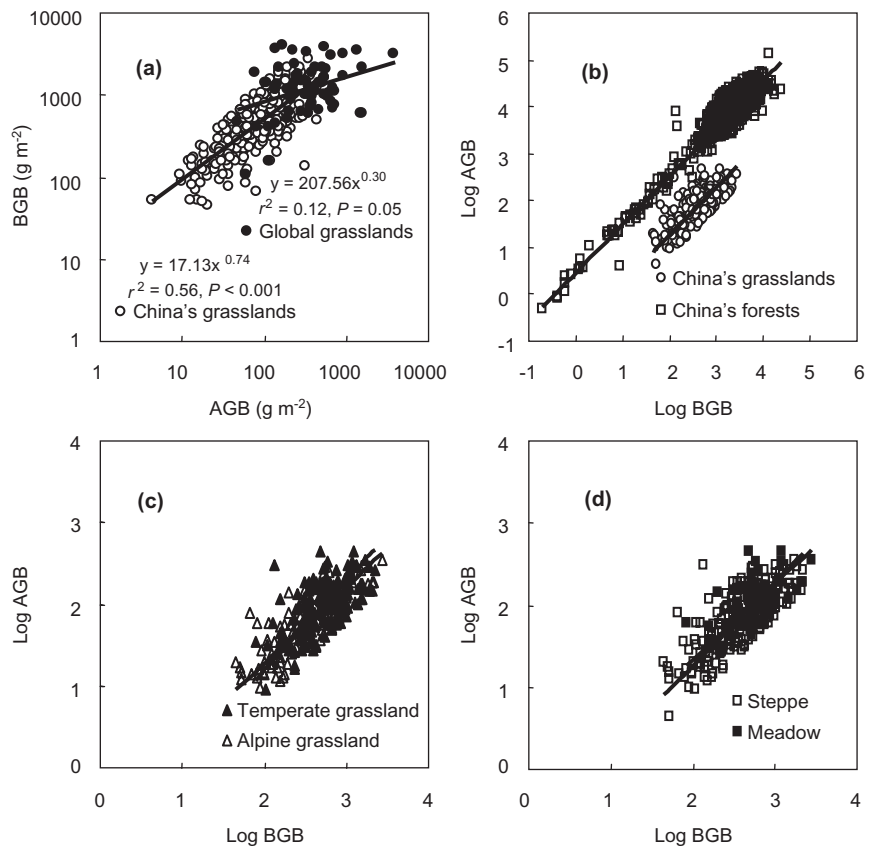 (a)
BGB (g m-2)
10000
1000
100
10
1
y = 207.56x0.30
r2 = 0.12, P = 0.05
Global grasslands
y = 17.13x 0.74
r2 = 0.56, P < 0.001
China's grasslands
1 10 100 1000 10000
AGB (g m-2)
(b)
Log AGB
6
5
4
3
2
1
0
-1
China's grasslands
China's forests
-1 0 1 2 3 4 5 6
Log BGB
(c)
Log AGB
4
3
2
1
0
Temperate grassland
Alpine grassland
0 1 2 3 4
Log BGB
(d)
Log AGB
4
3
2
1
0
Steppe
Meadow
0 1 2 3 4
Log BGB